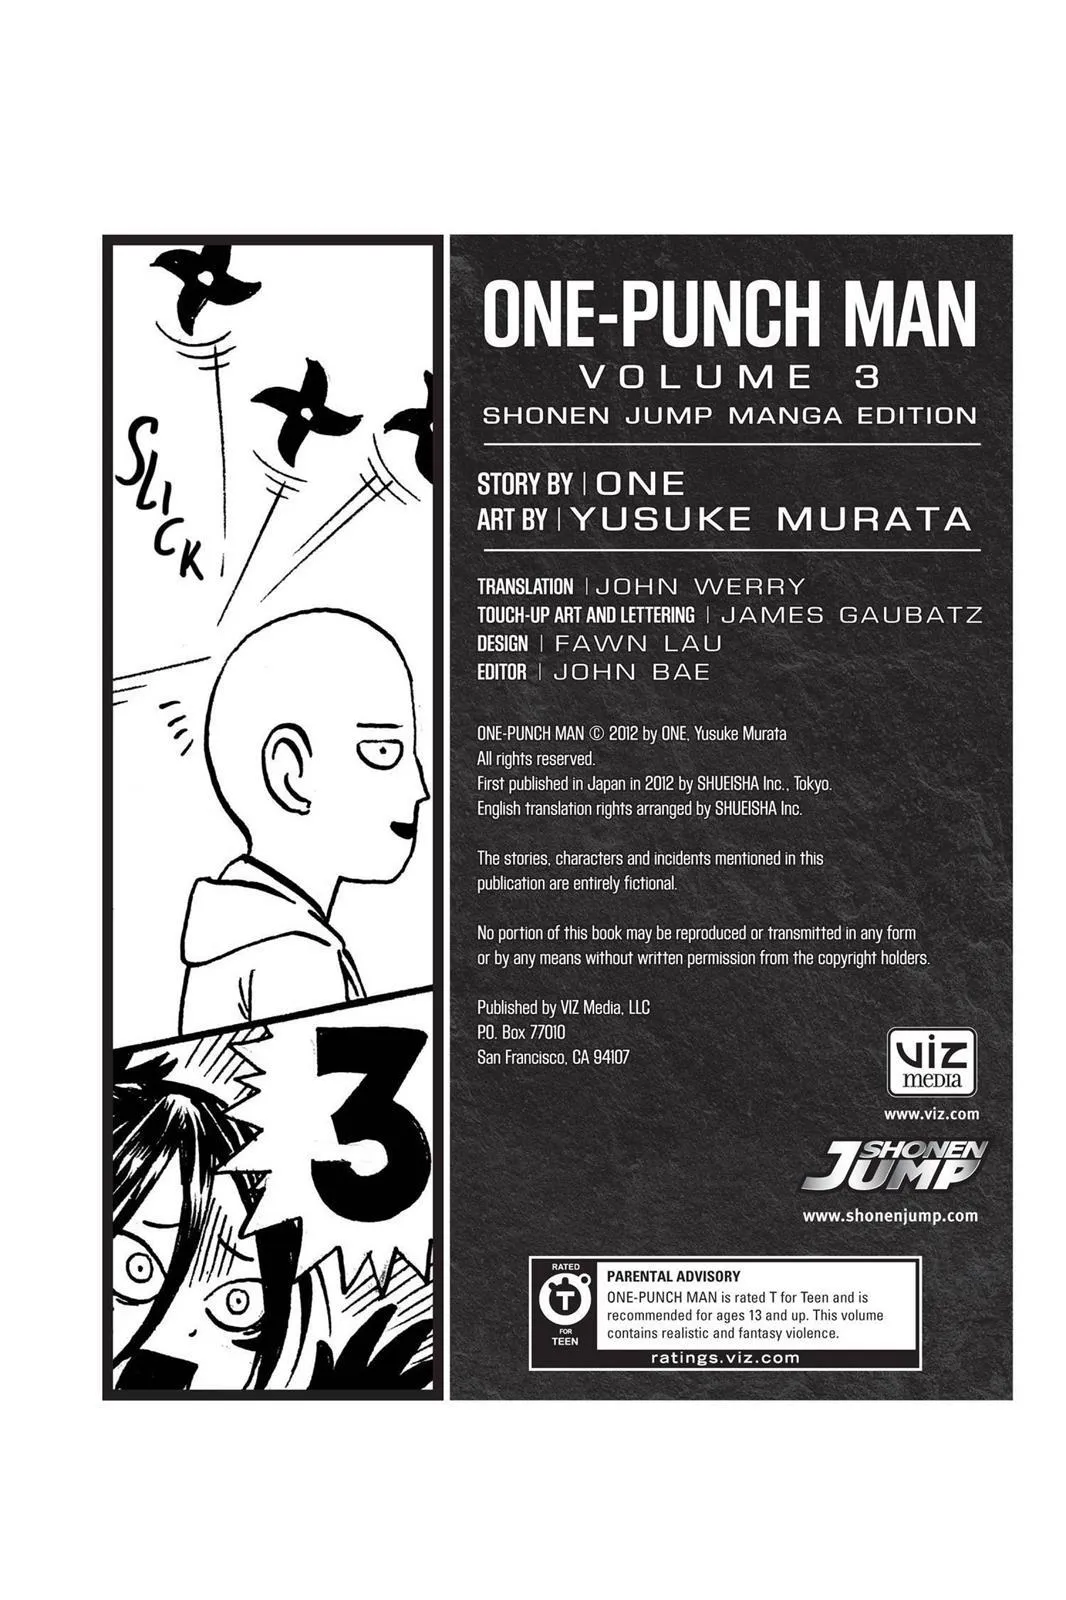 SLICK
3
ONE-PUNCH MAN
VOLUME 3
SHONEN JUMP MANGA EDITION
STORY BY | ONE
ART BY | YUSUKE MURATA
TRANSLATION | JOHN WERRY
TOUCH-UP ART AND LETTERING | JAMES GAUBATZ
DESIGN | FAWN LAU
EDITOR | JOHN BAE
ONE-PUNCH MAN © 2012 by ONE, Yusuke Murata
All rights reserved.
First published in Japan in 2012 by SHUEISHA Inc., Tokyo.
English translation rights arranged by SHUEISHA Inc.
The stories, characters and incidents mentioned in this
publication are entirely fictional.
No portion of this book may be reproduced or transmitted in any form
or by any means without written permission from the copyright holders.
Published by VIZ Media, LLC
P.O. Box 77010
San Francisco, CA 94107
VIZ
MEDIA
www.viz.com
SHONEN
JUMP
www.shonenjump.com
RATED
T
FOR
TEEN
PARENTAL ADVISORY
ONE-PUNCH MAN is rated T for Teen and is
recommended for ages 13 and up. This volume
contains realistic and fantasy violence.
ratings.viz.com